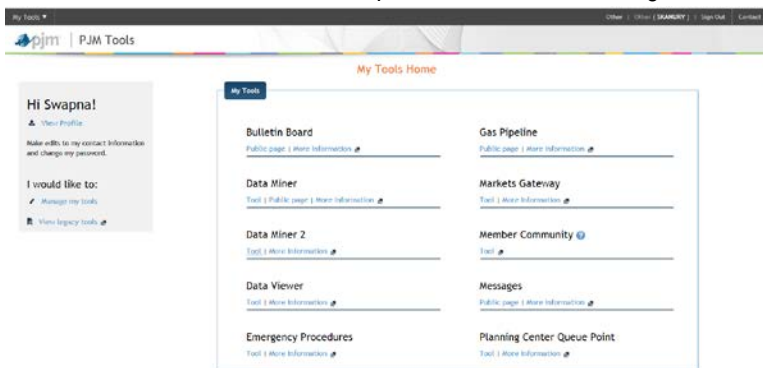 My Tools ▼
Other | Other [SKANURY] | Sign Out | Contact
pjm | PJM Tools
My Tools Home
My Tools
Hi Swapna!
View Profile
Make edits to my contact information
and change my password.
I would like to:
Manage my tools
View legacy tools
Bulletin Board
Public page | More Information
Data Miner
Tool | Public page | More Information
Data Miner 2
Tool | More Information
Data Viewer
Tool | More Information
Emergency Procedures
Tool | More Information
Gas Pipeline
Public page | More Information
Markets Gateway
Tool | More Information
Member Community
Tool
Messages
Public page | More Information
Planning Center Queue Point
Tool | More Information